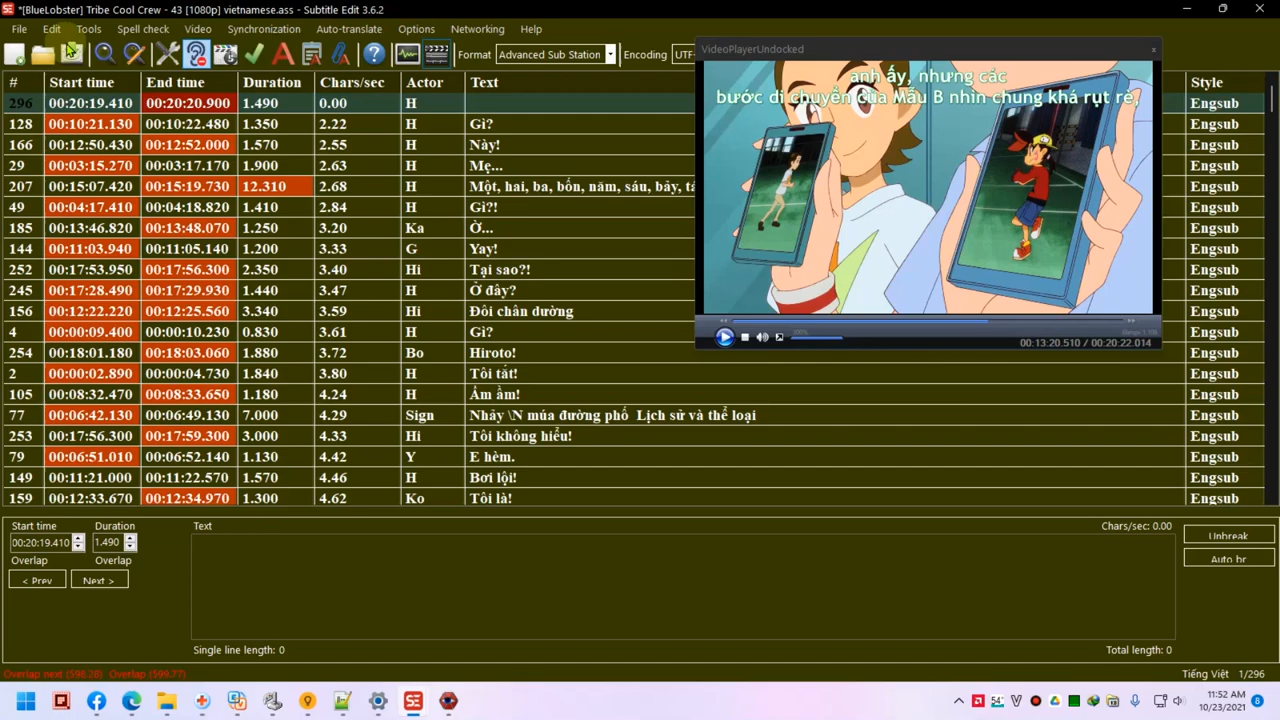 *[BlueLobster] Tribe Cool Crew - 43 [1080p] vietnamese.ass - Subtitle Edit 3.6.2
File Edit Tools Spell check Video Synchronization Auto-translate Options Networking Help
Format Advanced Sub Station Encoding UTF-
# Start time End time Duration Chars/sec Actor Text Style
296 00:20:19.410 00:20:20.900 1.490 0.00 H Engsub
128 00:10:21.130 00:10:22.480 1.350 2.22 H Gì? Engsub
166 00:12:50.430 00:12:52.000 1.570 2.55 H Này! Engsub
29 00:03:15.270 00:03:17.170 1.900 2.63 H Mẹ... Engsub
207 00:15:07.420 00:15:19.730 12.310 2.68 H Một, hai, ba, bốn, năm, sáu, bảy, tá Engsub
49 00:04:17.410 00:04:18.820 1.410 2.84 H Gì?! Engsub
185 00:13:46.820 00:13:48.070 1.250 3.20 Ka Ờ... Engsub
144 00:11:03.940 00:11:05.140 1.200 3.33 G Yay! Engsub
252 00:17:53.950 00:17:56.300 2.350 3.40 Hi Tại sao?! Engsub
245 00:17:28.490 00:17:29.930 1.440 3.47 H Ở đây? Engsub
156 00:12:22.220 00:12:25.560 3.340 3.59 Hi Đôi chân dường Engsub
4 00:00:09.400 00:00:10.230 0.830 3.61 H Gì? Engsub
254 00:18:01.180 00:18:03.060 1.880 3.72 Bo Hiroto! Engsub
2 00:00:02.890 00:00:04.730 1.840 3.80 H Tôi tắt! Engsub
105 00:08:32.470 00:08:33.650 1.180 4.24 H Ầm ầm! Engsub
77 00:06:42.130 00:06:49.130 7.000 4.29 Sign Nhảy \N múa đường phố Lịch sử và thể loại Engsub
253 00:17:56.300 00:17:59.300 3.000 4.33 Hi Tôi không hiểu! Engsub
79 00:06:51.010 00:06:52.140 1.130 4.42 Y E hèm. Engsub
149 00:11:21.000 00:11:22.570 1.570 4.46 H Bơi lội! Engsub
159 00:12:33.670 00:12:34.970 1.300 4.62 Ko Tôi là! Engsub
VideoPlayerUndocked x
anh ấy, nhưng các
bước di chuyển của Mẫu B nhìn chung khá rụt rè,
100%
00:13:20.510 / 00:20:22.014
Start time Duration Text Chars/sec: 0.00
00:20:19.410 1.490 Unbreak
Overlap Overlap Auto br
< Prev Next >
Single line length: 0 Total length: 0
Overlap next (598.28) Overlap (599.77) Tiếng Việt 1/296
11:52 AM
10/23/2021